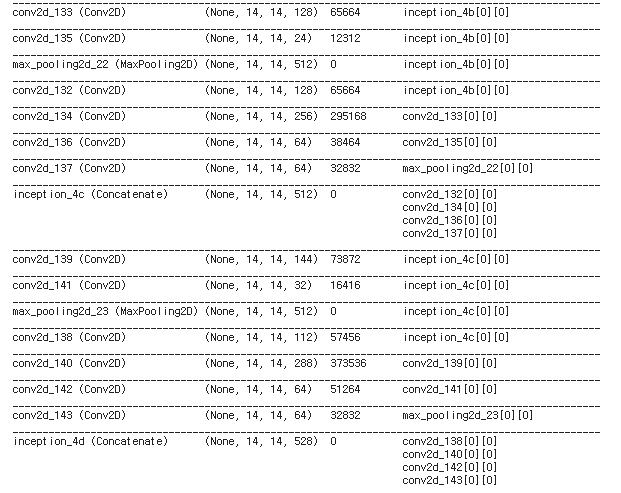 conv2d_133 (Conv2D) (None, 14, 14, 128) 65664 inception_4b[0][0]
conv2d_135 (Conv2D) (None, 14, 14, 24) 12312 inception_4b[0][0]
max_pooling2d_22 (MaxPooling2D) (None, 14, 14, 512) 0 inception_4b[0][0]
conv2d_132 (Conv2D) (None, 14, 14, 128) 65664 inception_4b[0][0]
conv2d_134 (Conv2D) (None, 14, 14, 256) 295168 conv2d_133[0][0]
conv2d_136 (Conv2D) (None, 14, 14, 64) 38464 conv2d_135[0][0]
conv2d_137 (Conv2D) (None, 14, 14, 64) 32832 max_pooling2d_22[0][0]
inception_4c (Concatenate) (None, 14, 14, 512) 0 conv2d_132[0][0]
conv2d_134[0][0]
conv2d_136[0][0]
conv2d_137[0][0]
conv2d_139 (Conv2D) (None, 14, 14, 144) 73872 inception_4c[0][0]
conv2d_141 (Conv2D) (None, 14, 14, 32) 16416 inception_4c[0][0]
max_pooling2d_23 (MaxPooling2D) (None, 14, 14, 512) 0 inception_4c[0][0]
conv2d_138 (Conv2D) (None, 14, 14, 112) 57456 inception_4c[0][0]
conv2d_140 (Conv2D) (None, 14, 14, 288) 373536 conv2d_139[0][0]
conv2d_142 (Conv2D) (None, 14, 14, 64) 51264 conv2d_141[0][0]
conv2d_143 (Conv2D) (None, 14, 14, 64) 32832 max_pooling2d_23[0][0]
inception_4d (Concatenate) (None, 14, 14, 528) 0 conv2d_138[0][0]
conv2d_140[0][0]
conv2d_142[0][0]
conv2d_143[0][0]